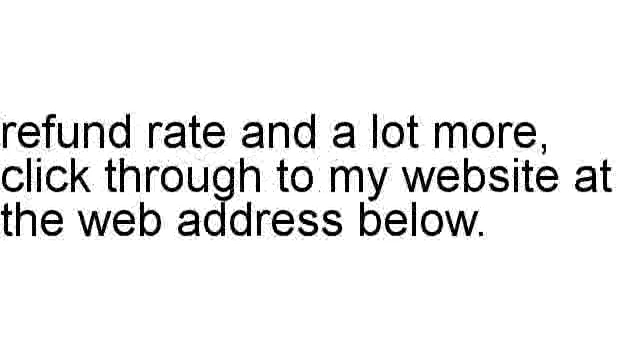 refund rate and a lot more,
click through to my website at
the web address below.